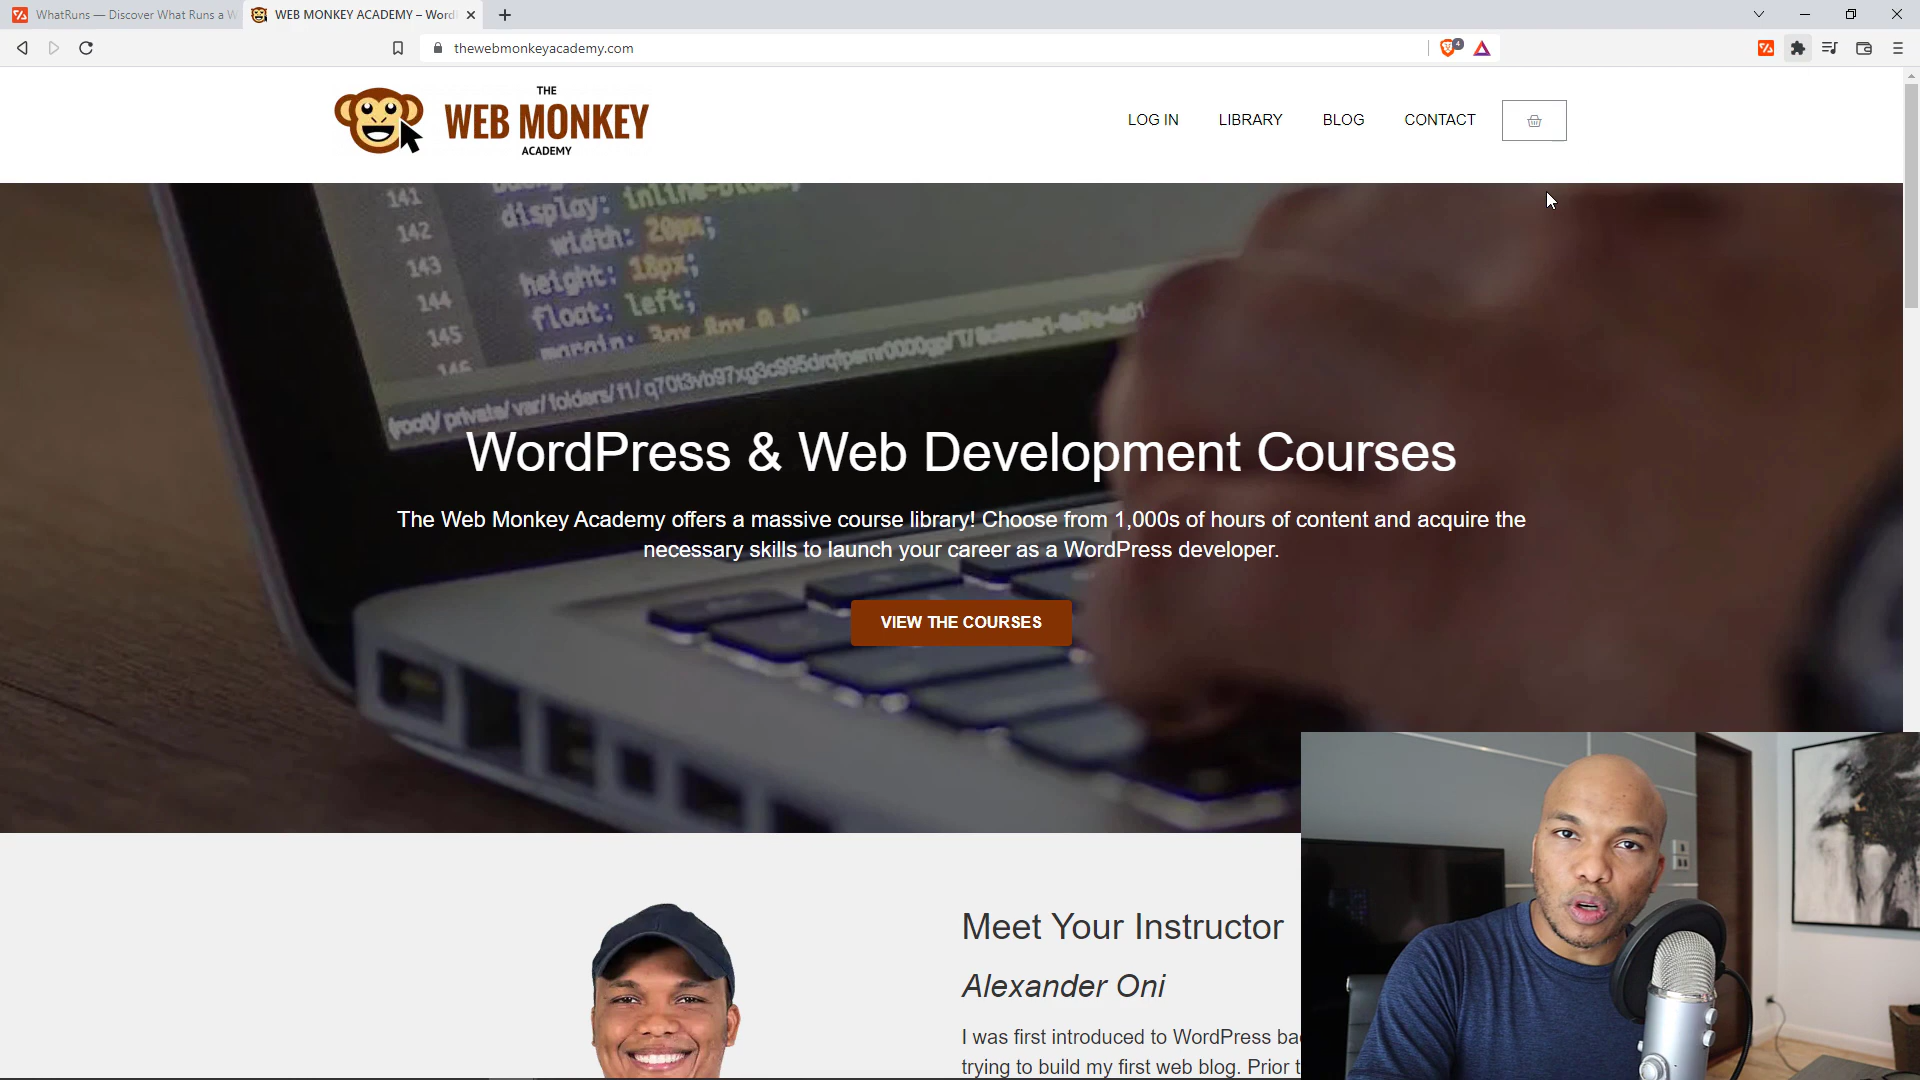 WhatRuns — Discover What Runs a W
WEB MONKEY ACADEMY – Word
thewebmonkeyacademy.com
4
THE
WEB MONKEY
ACADEMY
LOG IN
LIBRARY
BLOG
CONTACT
141
142
143
144
145
146
display: inline-block;
width: 20px;
height: 18px;
float: left;
WordPress & Web Development Courses
The Web Monkey Academy offers a massive course library! Choose from 1,000s of hours of content and acquire the
necessary skills to launch your career as a WordPress developer.
VIEW THE COURSES
Meet Your Instructor
Alexander Oni
I was first introduced to WordPress ba
trying to build my first web blog. Prior t